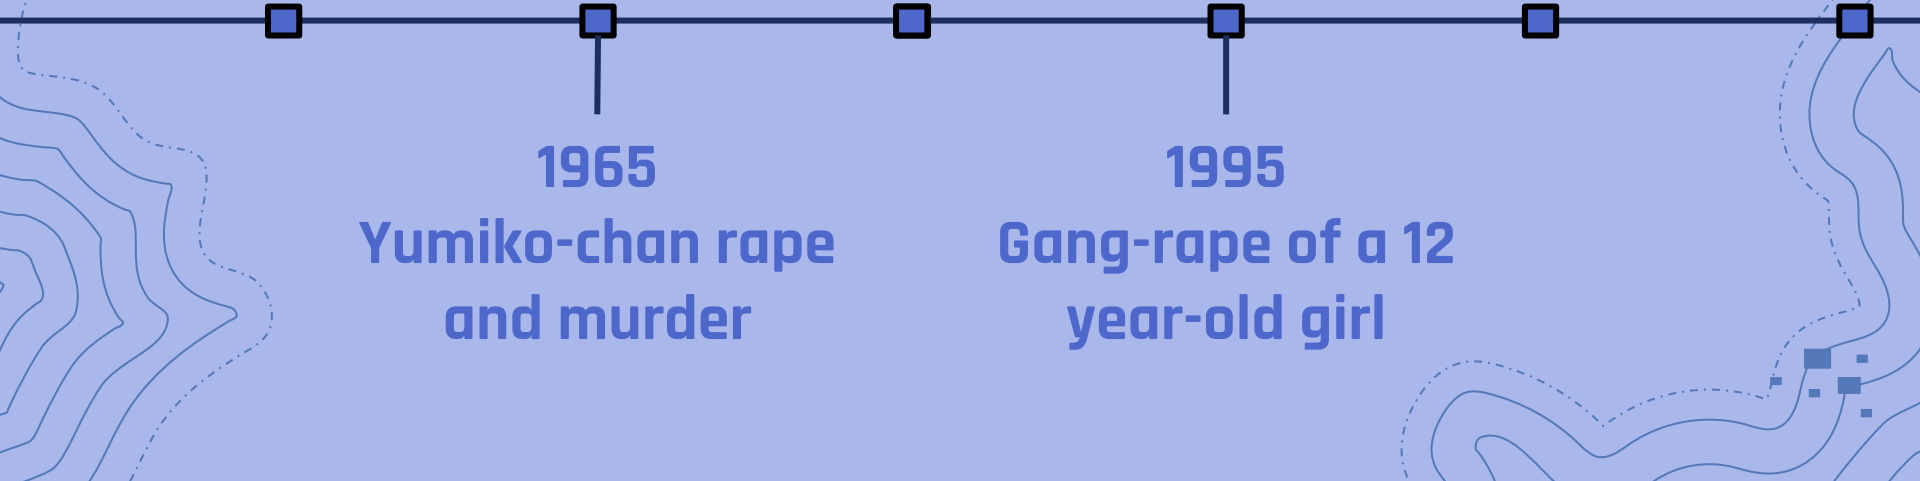 1965
Yumiko-chan rape
and murder
1995
Gang-rape of a 12
year-old girl